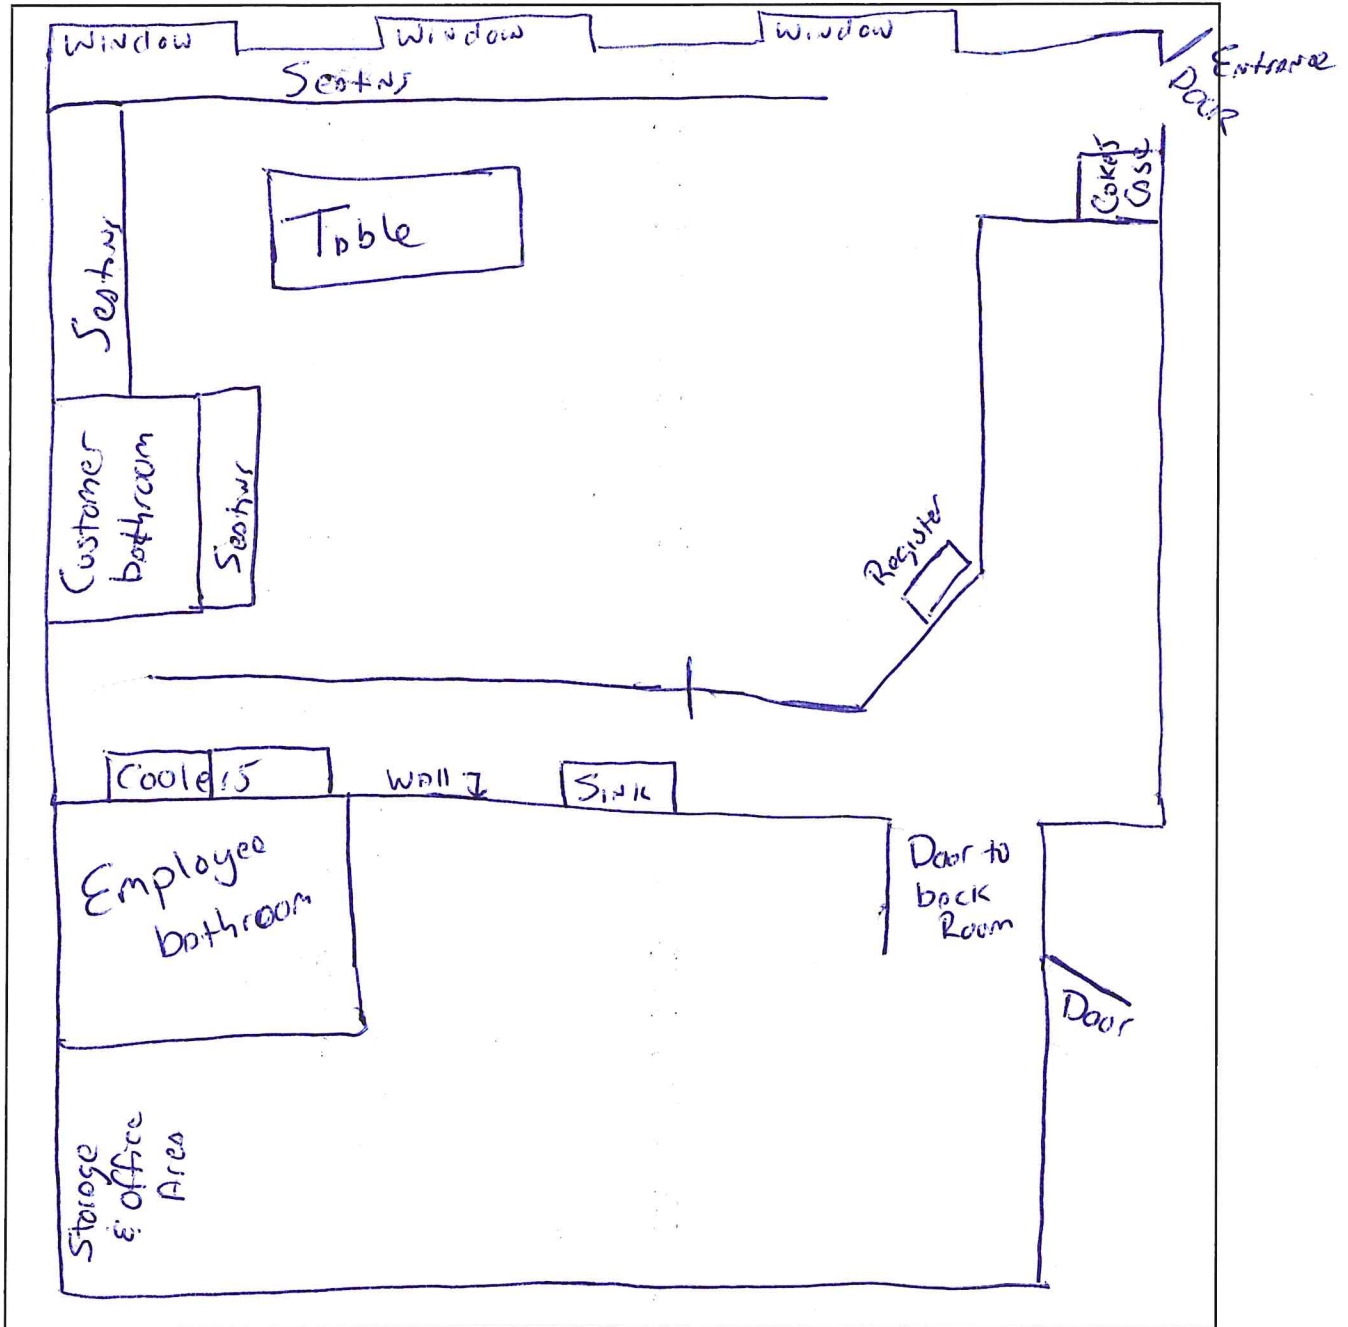 Window
Window
Window
Entrance
Door
Seating
Cokes
Case
Table
Seating
Customer
bathroom
Seating
Register
Coolers
Wall
Sink
Employee
bathroom
Door to
back
Room
Door
Storage
& Office
Area